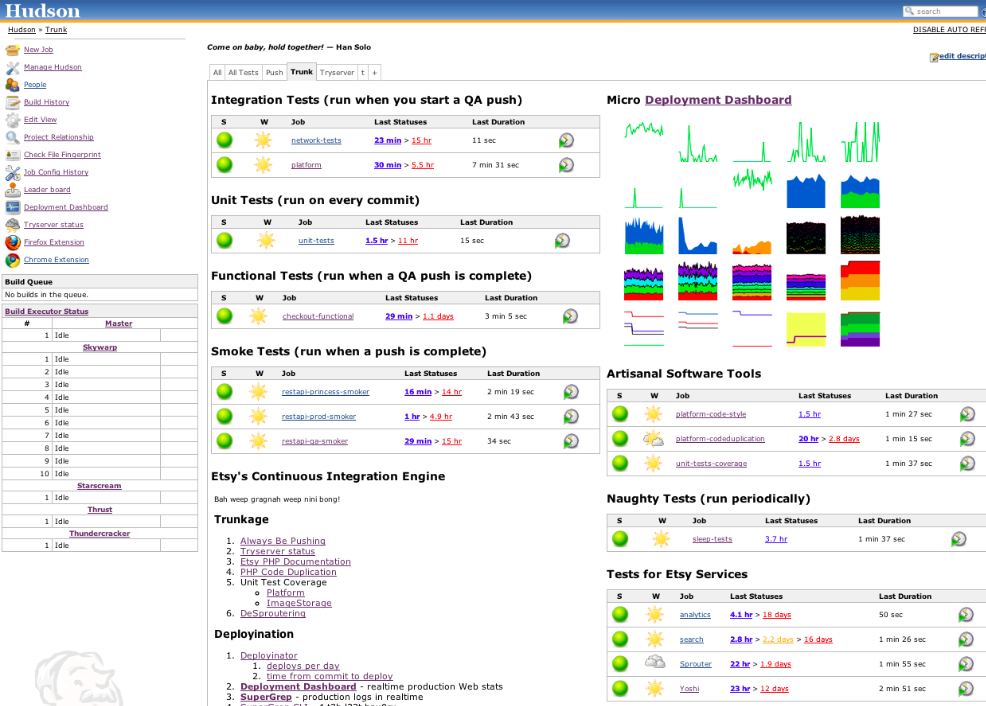 Hudson
search
Hudson » Trunk
DISABLE AUTO REF
New Job
Manage Hudson
People
Build History
Edit View
Project Relationship
Check File Fingerprint
Job Config History
Leader board
Deployment Dashboard
Tryserver status
Firefox Extension
Chrome Extension
Build Queue
No builds in the queue.
Build Executor Status
# Master
1 Idle
Skywarp
1 Idle
2 Idle
3 Idle
4 Idle
5 Idle
6 Idle
7 Idle
8 Idle
9 Idle
10 Idle
Starscream
1 Idle
Thrust
1 Idle
Thundercracker
1 Idle
Come on baby, hold together! — Han Solo
edit descript
All All Tests Push Trunk Tryserver t +
Integration Tests (run when you start a QA push)
S W Job Last Statuses Last Duration
network-tests 23 min > 15 hr 11 sec
platform 30 min > 5.5 hr 7 min 31 sec
Unit Tests (run on every commit)
S W Job Last Statuses Last Duration
unit-tests 1.5 hr > 11 hr 15 sec
Functional Tests (run when a QA push is complete)
S W Job Last Statuses Last Duration
checkout-functional 29 min > 1.1 days 3 min 5 sec
Smoke Tests (run when a push is complete)
S W Job Last Statuses Last Duration
restapi-princess-smoker 16 min > 14 hr 2 min 19 sec
restapi-prod-smoker 1 hr > 4.9 hr 2 min 43 sec
restapi-qa-smoker 29 min > 15 hr 34 sec
Etsy's Continuous Integration Engine
Bah weep gragnah weep nini bong!
Trunkage
1. Always Be Pushing
2. Tryserver status
3. Etsy PHP Documentation
4. PHP Code Duplication
5. Unit Test Coverage
Platform
ImageStorage
6. DeSproutering
Deployination
1. Deployinator
1. deploys per day
2. time from commit to deploy
2. Deployment Dashboard - realtime production Web stats
3. SuperGrep - production logs in realtime
Micro Deployment Dashboard
Artisanal Software Tools
S W Job Last Statuses Last Duration
platform-code-style 1.5 hr 1 min 27 sec
platform-codeduplication 20 hr > 2.8 days 1 min 15 sec
unit-tests-coverage 1.5 hr 1 min 37 sec
Naughty Tests (run periodically)
S W Job Last Statuses Last Duration
sleep-tests 3.7 hr 1 min 37 sec
Tests for Etsy Services
S W Job Last Statuses Last Duration
analytics 4.1 hr > 18 days 50 sec
search 2.8 hr > 2.2 days > 16 days 1 min 26 sec
Sprouter 22 hr > 1.9 days 1 min 55 sec
Yoshi 23 hr > 12 days 2 min 51 sec